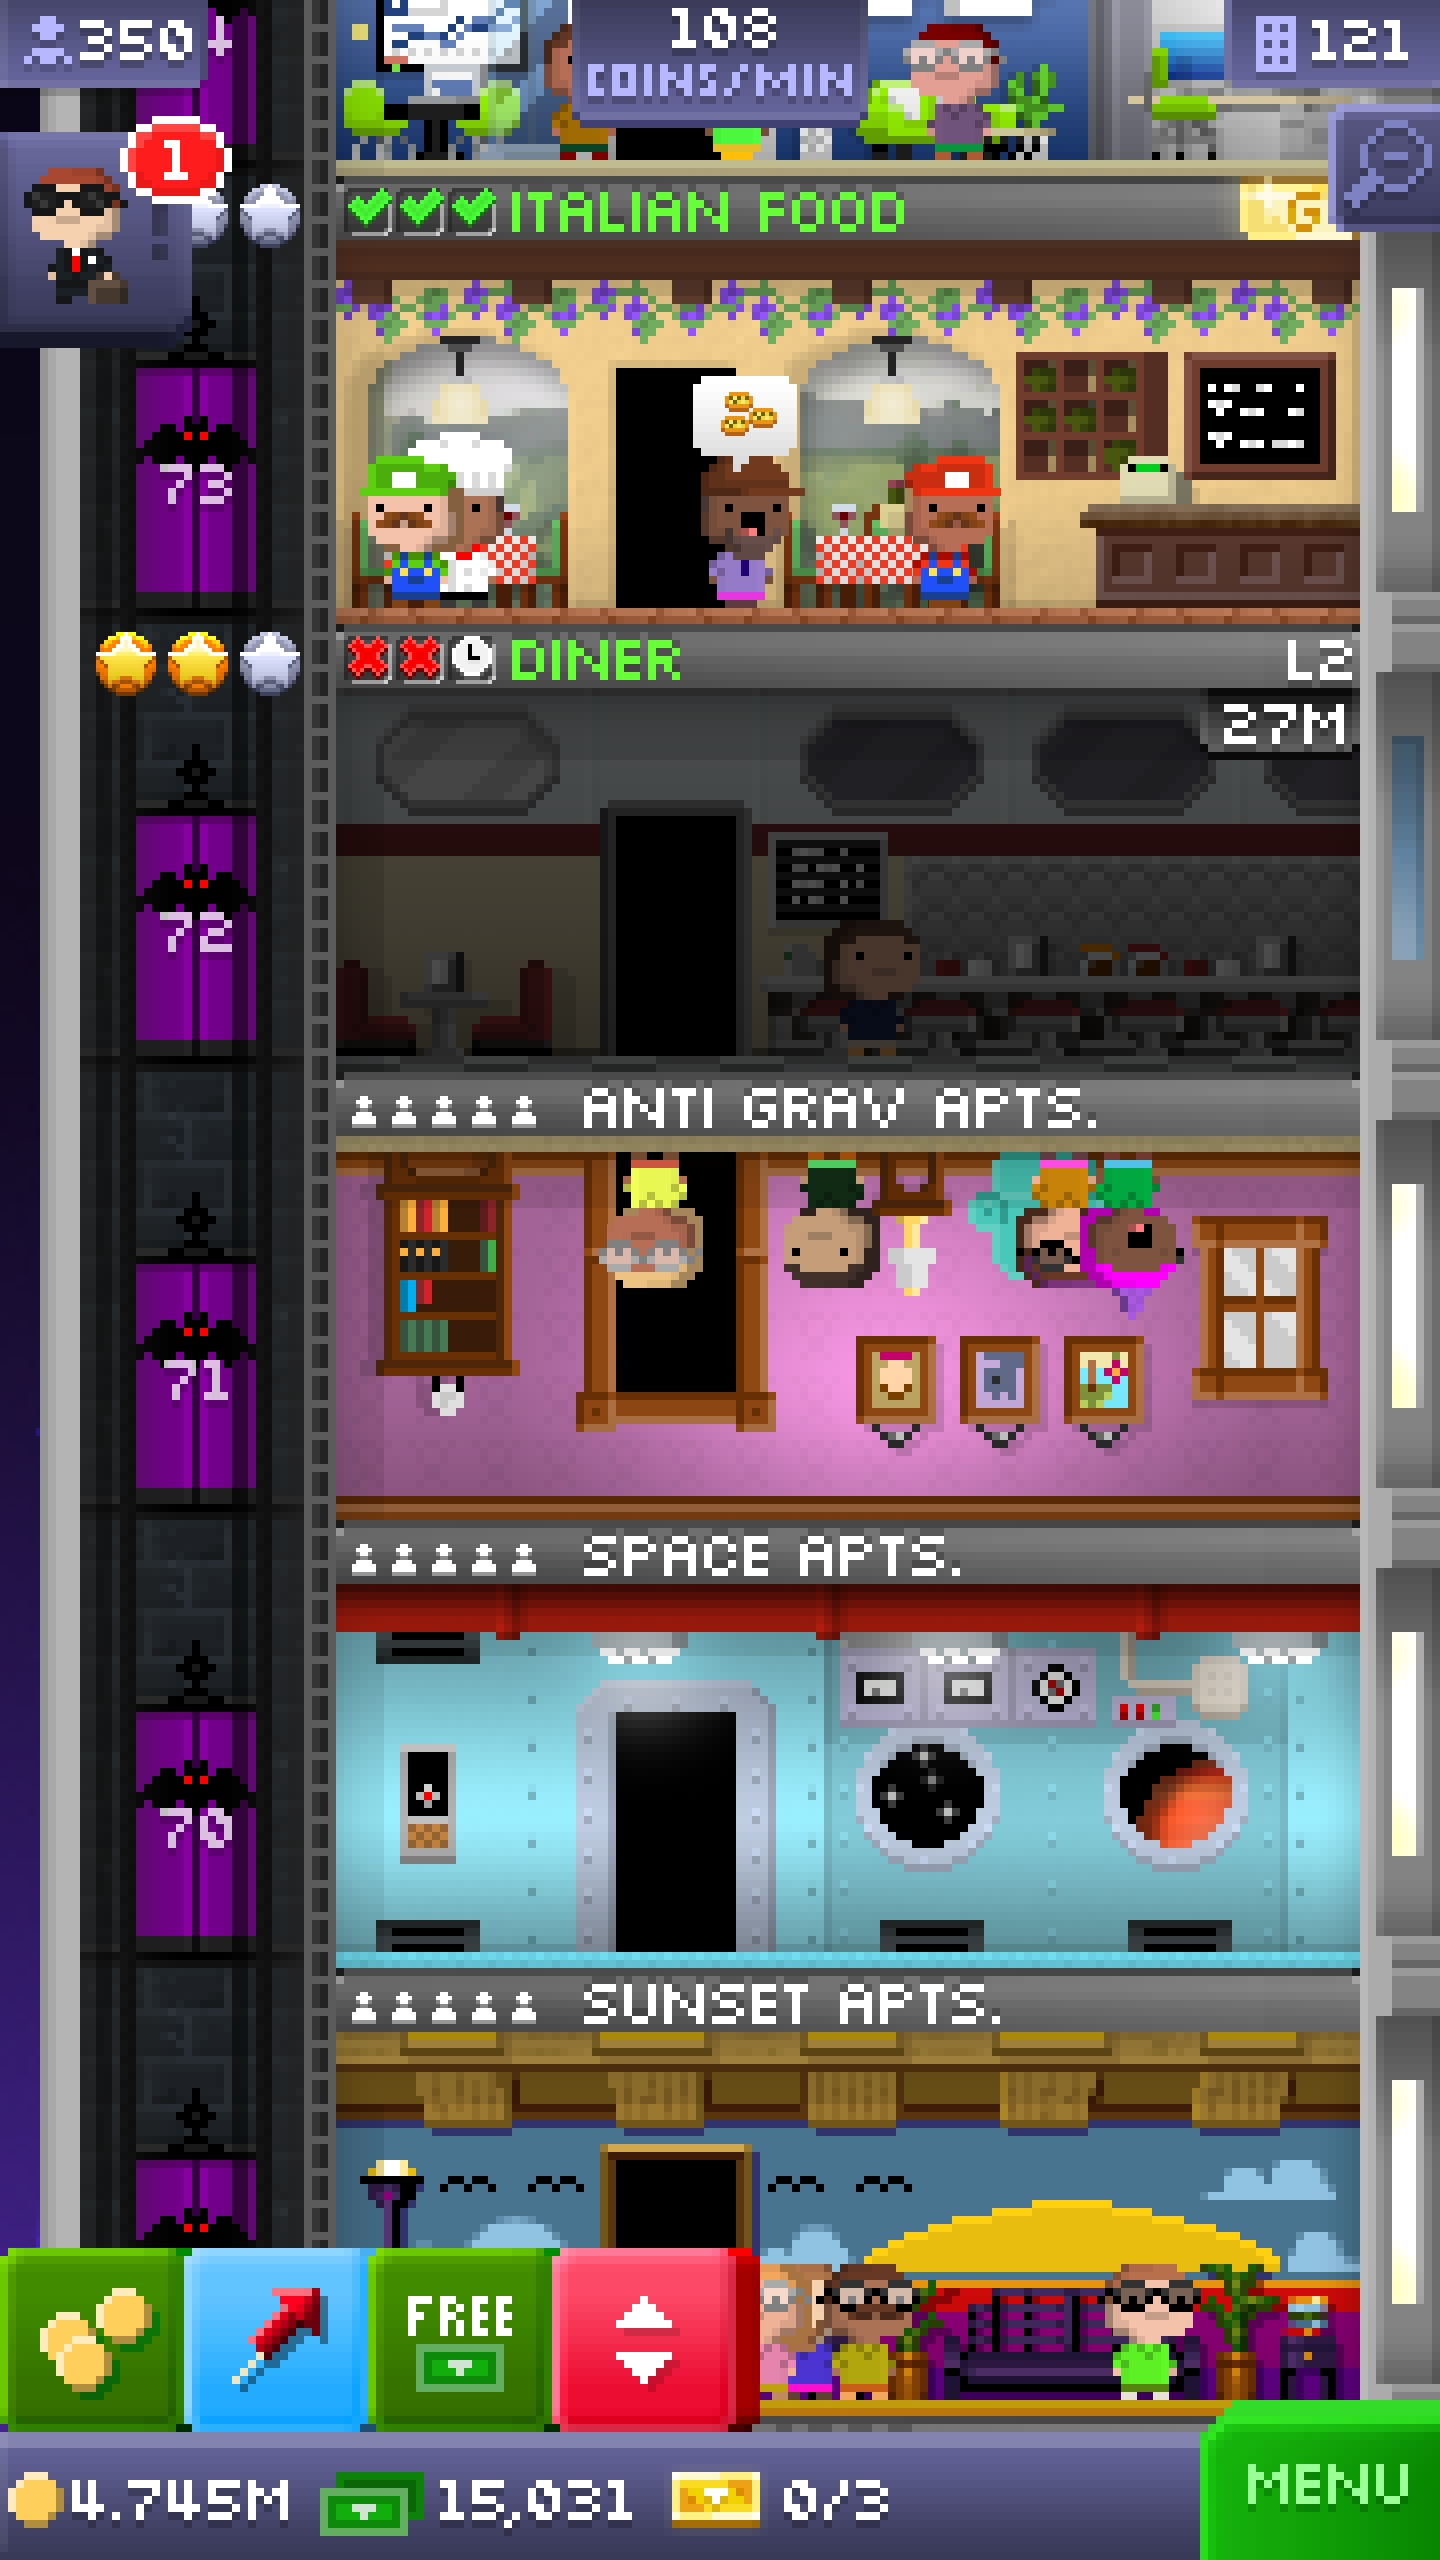 350
108
COINS/MIN
121
1
ITALIAN FOOD
G
73
DINER
L2
27M
72
ANTI GRAV APTS.
71
SPACE APTS.
70
SUNSET APTS.
FREE
4.745M
15,031
0/3
MENU